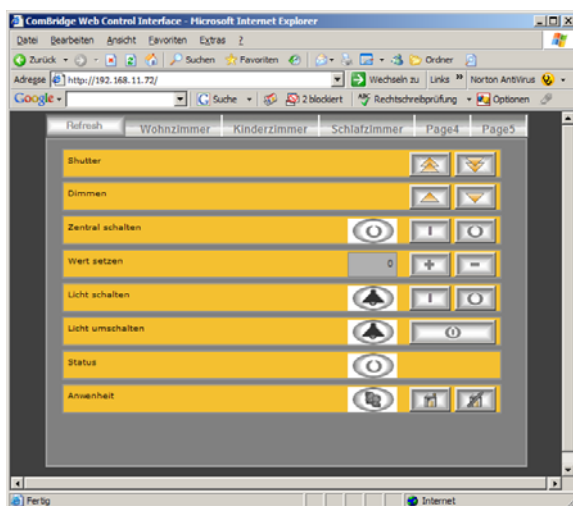 ComBridge Web Control Interface - Microsoft Internet Explorer
Datei Bearbeiten Ansicht Favoriten Extras ?
Zurück Suchen Favoriten Ordner
Adresse http://192.168.11.72/ Wechseln zu Links » Norton AntiVirus
Google Suche 2 blockiert Rechtschreibprüfung Optionen
Refresh Wohnzimmer Kinderzimmer Schlafzimmer Page4 Page5
Shutter
Dimmen
Zentral schalten
Wert setzen 0 + -
Licht schalten
Licht umschalten
Status
Anwenheit
Fertig Internet